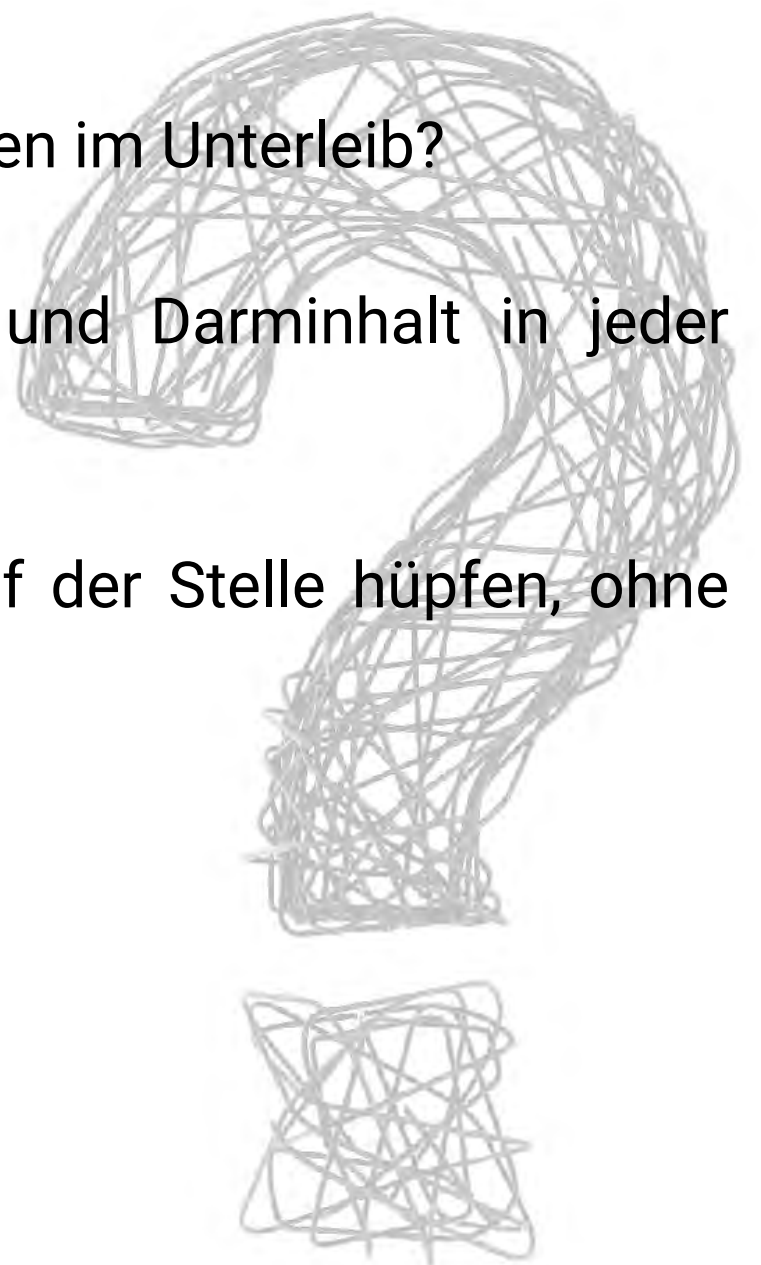 en im Unterleib?
und Darminhalt in jeder
f der Stelle hüpfen, ohne